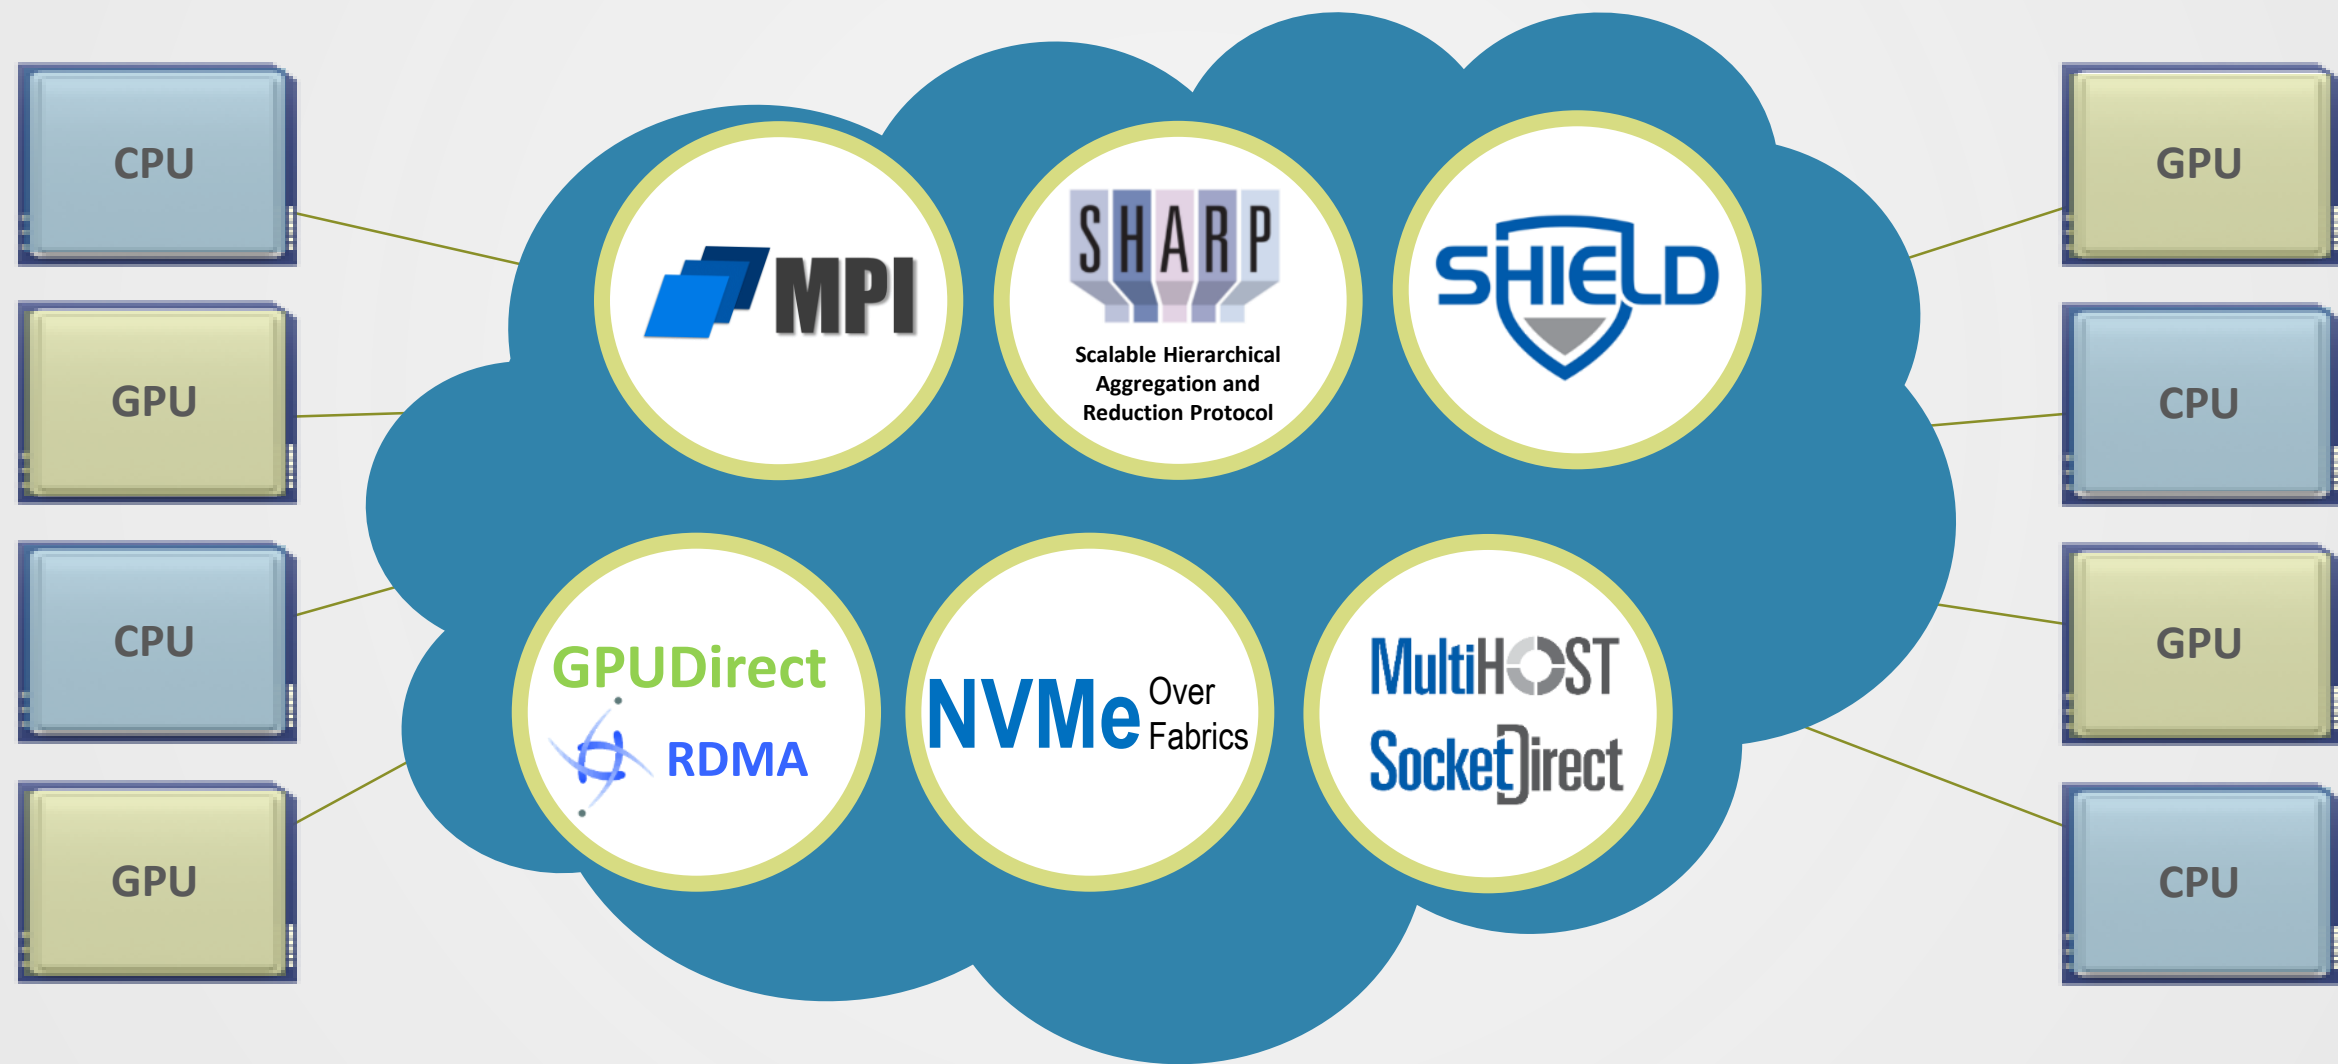 CPU
GPU
CPU
GPU
MPI
SHARP
Scalable Hierarchical
Aggregation and
Reduction Protocol
SHIELD
GPUDirect
RDMA
NVMe Over
Fabrics
MultiHOST
SocketDirect
GPU
CPU
GPU
CPU